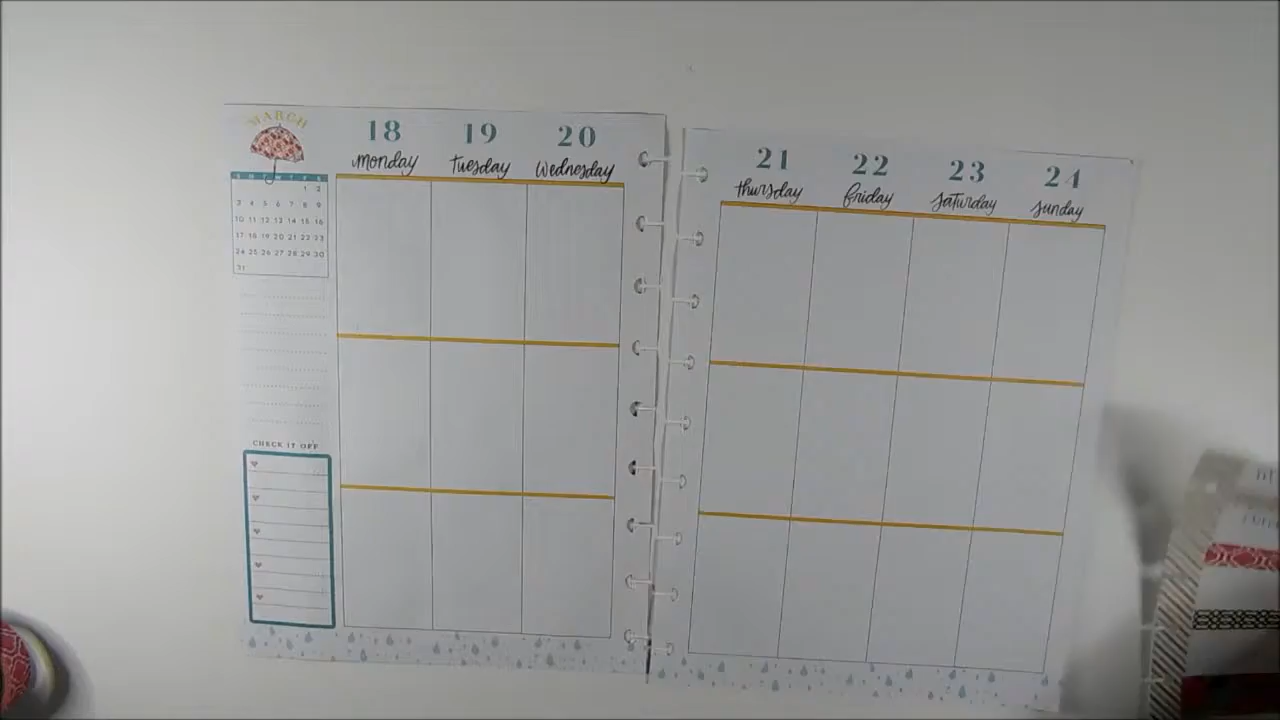 MARCH
18 19 20
monday tuesday wednesday
S M T W T F S
1 2
3 4 5 6 7 8 9
10 11 12 13 14 15 16
17 18 19 20 21 22 23
24 25 26 27 28 29 30
31
CHECK IT OFF
21 22 23 24
thursday friday saturday sunday